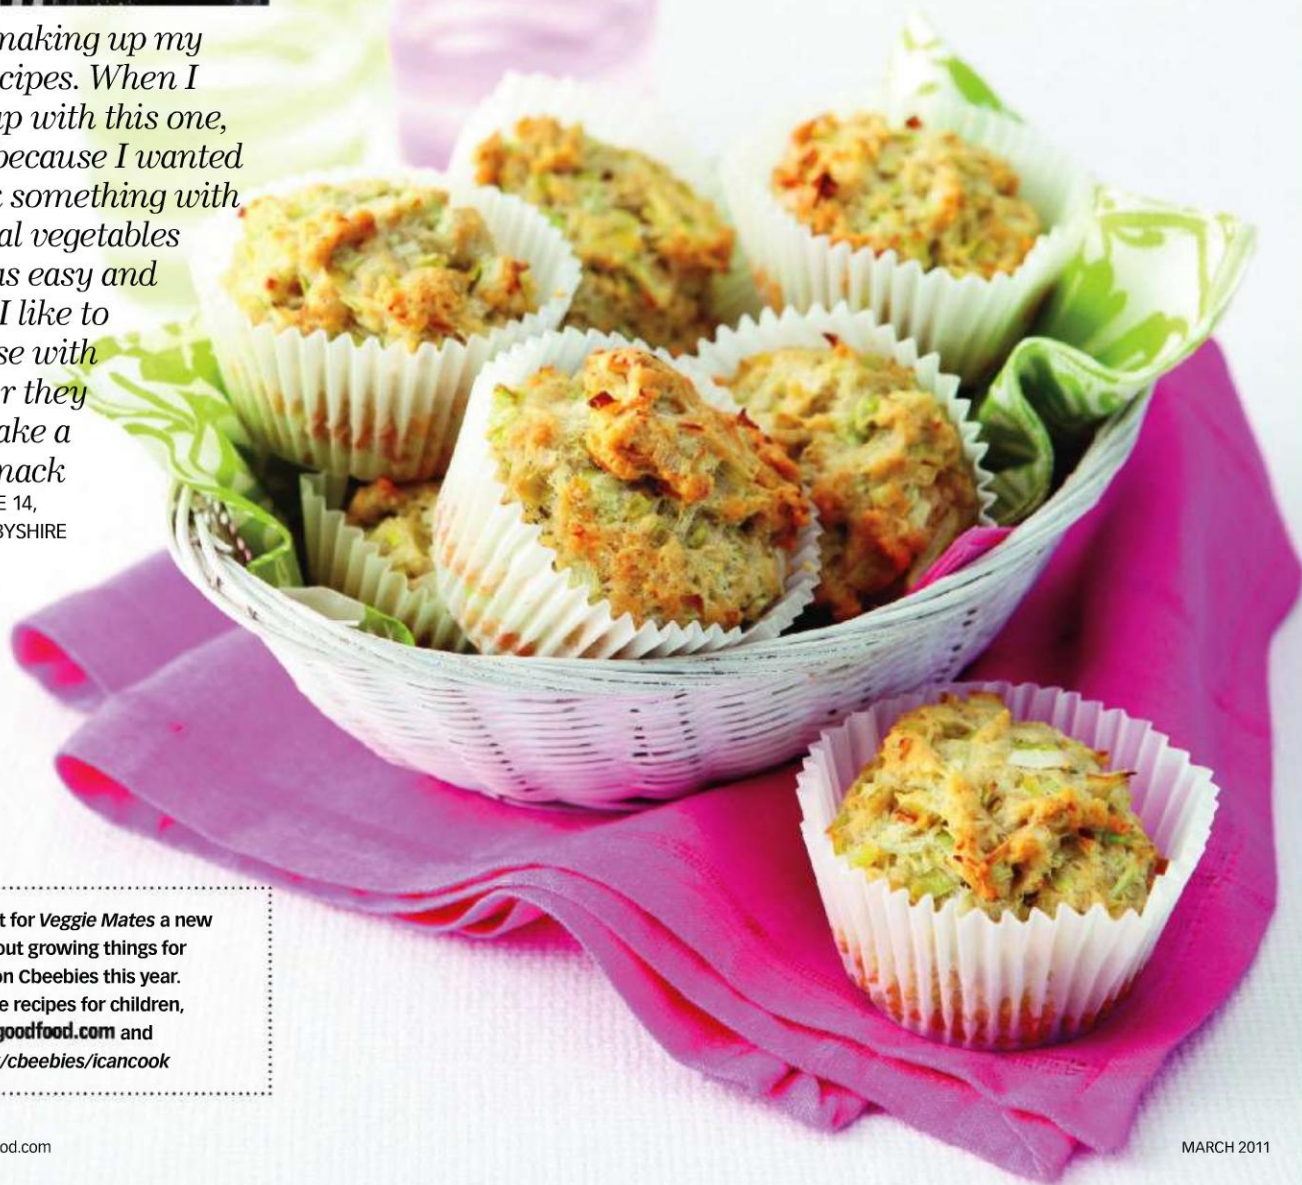 making up my
cipes. When I
up with this one,
because I wanted
something with
al vegetables
as easy and
I like to
se with
r they
ake a
nack
E 14,
BYSHIRE
t for Veggie Mates a new
out growing things for
on Cbeebies this year.
e recipes for children,
goodfood.com and
/cbeebies/icancook
od.com
MARCH 2011